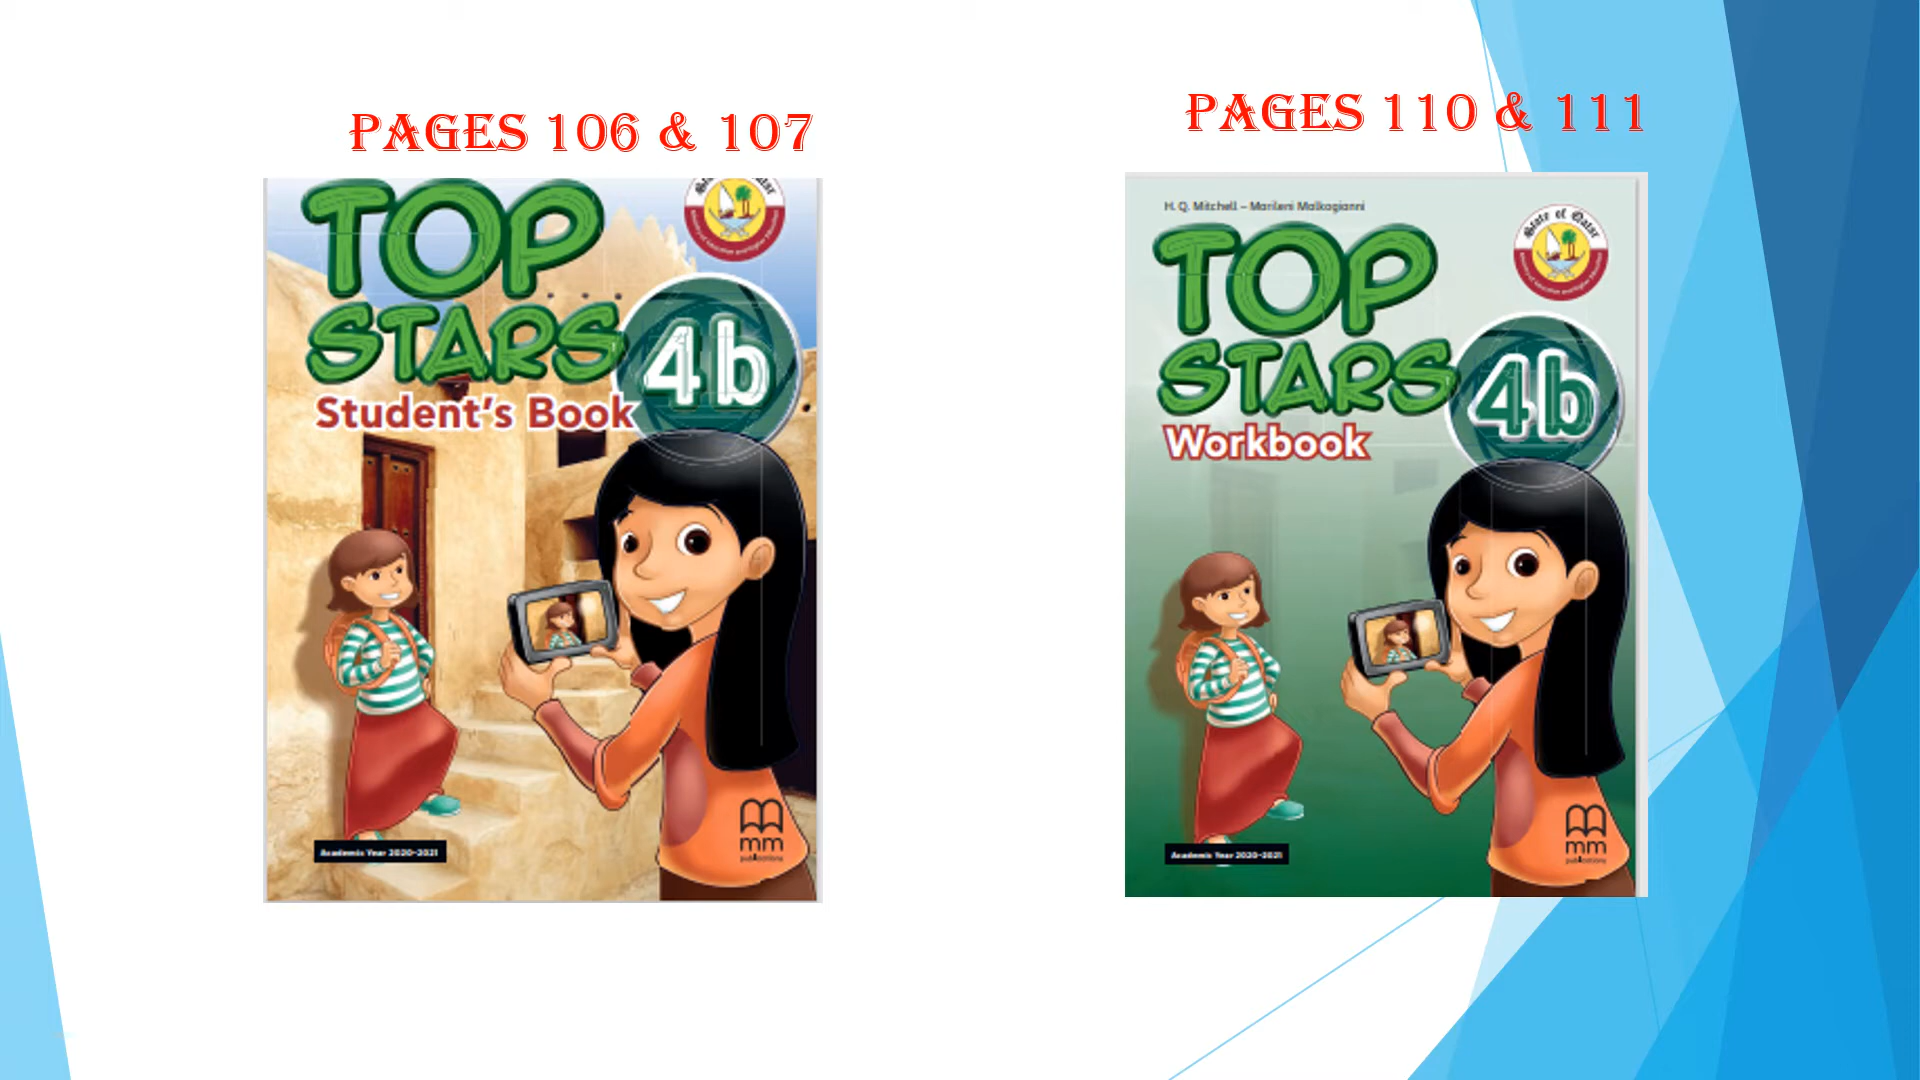 PAGES 106 & 107
TOP
STARS
4b
Student's Book
Academic Year 2020-2021
mm
publications
PAGES 110 & 111
H. Q. Mitchell – Marileni Malkogianni
State of Qatar
TOP
STARS
4b
Workbook
Academic Year 2020-2021
mm
publications